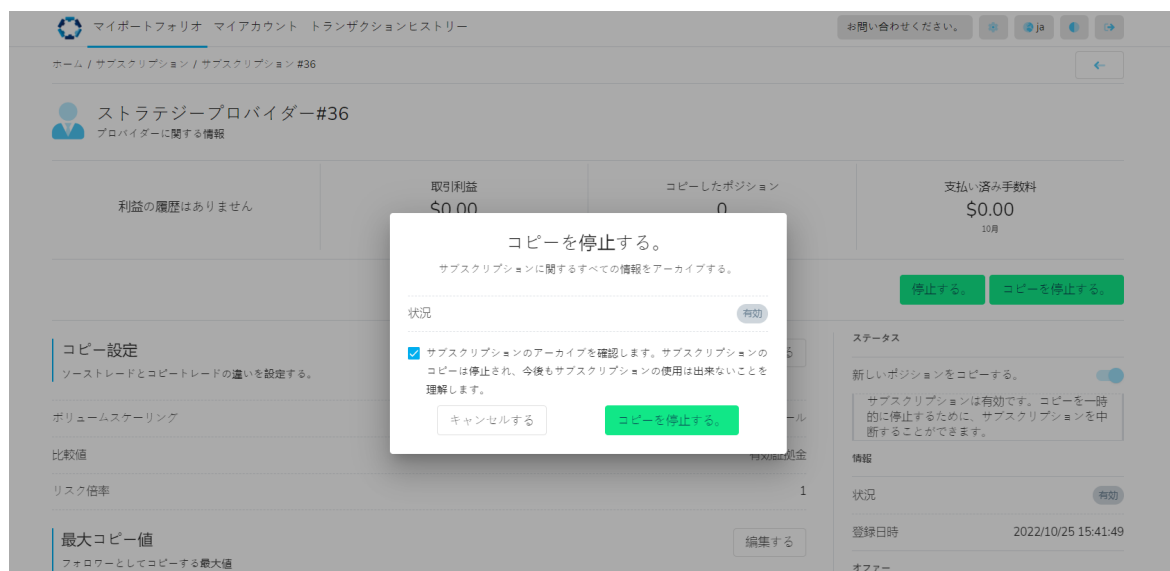 マイポートフォリオ マイアカウント トランザクションヒストリー
お問い合わせください。 ja
ホーム / サブスクリプション / サブスクリプション #36
ストラテジープロバイダー#36
プロバイダーに関する情報
利益の履歴はありません
取引利益
$0.00
コピーしたポジション
0
支払い済み手数料
$0.00
10月
停止する。 コピーを停止する。
コピーを停止する。
サブスクリプションに関するすべての情報をアーカイブする。
状況 有効
サブスクリプションのアーカイブを確認します。サブスクリプションの
コピーは停止され、今後もサブスクリプションの使用は出来ないことを
理解します。
キャンセルする コピーを停止する。
コピー設定
ソーストレードとコピートレードの違いを設定する。
る
ボリュームスケーリング ール
比較値 有効証拠金
リスク倍率 1
最大コピー値 編集する
フォロワーとしてコピーする最大値
ステータス
新しいポジションをコピーする。
サブスクリプションは有効です。コピーを一時
的に停止するために、サブスクリプションを中
断することができます。
情報
状況 有効
登録日時 2022/10/25 15:41:49
オファー